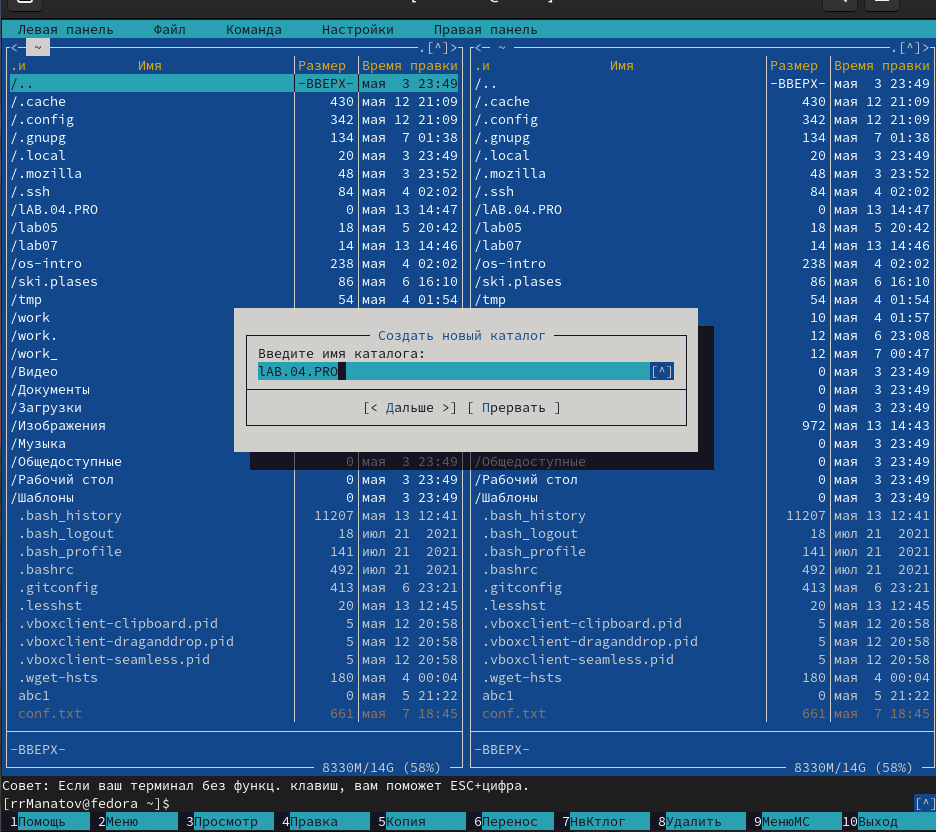 Левая панель Файл Команда Настройки Правая панель
<─ ~ .[^]> <─ ~ .[^]>
.и Имя Размер Время правки .и Имя Размер Время правки
/.. -ВВЕРХ- мая 3 23:49 /.. -ВВЕРХ- мая 3 23:49
/.cache 430 мая 12 21:09 /.cache 430 мая 12 21:09
/.config 342 мая 12 21:09 /.config 342 мая 12 21:09
/.gnupg 134 мая 7 01:38 /.gnupg 134 мая 7 01:38
/.local 20 мая 3 23:49 /.local 20 мая 3 23:49
/.mozilla 48 мая 3 23:52 /.mozilla 48 мая 3 23:52
/.ssh 84 мая 4 02:02 /.ssh 84 мая 4 02:02
/lAB.04.PRO 0 мая 13 14:47 /lAB.04.PRO 0 мая 13 14:47
/lab05 18 мая 5 20:42 /lab05 18 мая 5 20:42
/lab07 14 мая 13 14:46 /lab07 14 мая 13 14:46
/os-intro 238 мая 4 02:02 /os-intro 238 мая 4 02:02
/ski.plases 86 мая 6 16:10 /ski.plases 86 мая 6 16:10
/tmp 54 мая 4 01:54 /tmp 54 мая 4 01:54
/work 10 мая 4 01:57
/work. 12 мая 6 23:08
/work_ 12 мая 7 00:47
/Видео 0 мая 3 23:49
/Документы 0 мая 3 23:49
/Загрузки 0 мая 3 23:49
/Изображения 972 мая 13 14:43
/Музыка 0 мая 3 23:49
Создать новый каталог
Введите имя каталога:
lAB.04.PRO [^]
[< Дальше >] [ Прервать ]
/Общедоступные 0 мая 3 23:49 /Общедоступные 0 мая 3 23:49
/Рабочий стол 0 мая 3 23:49 /Рабочий стол 0 мая 3 23:49
/Шаблоны 0 мая 3 23:49 /Шаблоны 0 мая 3 23:49
.bash_history 11207 мая 13 12:41 .bash_history 11207 мая 13 12:41
.bash_logout 18 июл 21 2021 .bash_logout 18 июл 21 2021
.bash_profile 141 июл 21 2021 .bash_profile 141 июл 21 2021
.bashrc 492 июл 21 2021 .bashrc 492 июл 21 2021
.gitconfig 413 мая 6 23:21 .gitconfig 413 мая 6 23:21
.lesshst 20 мая 13 12:45 .lesshst 20 мая 13 12:45
.vboxclient-clipboard.pid 5 мая 12 20:58 .vboxclient-clipboard.pid 5 мая 12 20:58
.vboxclient-draganddrop.pid 5 мая 12 20:58 .vboxclient-draganddrop.pid 5 мая 12 20:58
.vboxclient-seamless.pid 5 мая 12 20:58 .vboxclient-seamless.pid 5 мая 12 20:58
.wget-hsts 180 мая 4 00:04 .wget-hsts 180 мая 4 00:04
abc1 0 мая 5 21:22 abc1 0 мая 5 21:22
conf.txt 661 мая 7 18:45 conf.txt 661 мая 7 18:45
-ВВЕРХ- -ВВЕРХ-
8330M/14G (58%) 8330M/14G (58%)
Совет: Если ваш терминал без функц. клавиш, вам поможет ESC+цифра.
[rrManatov@fedora ~]$ [^]
1Помощь 2Меню 3Просмотр 4Правка 5Копия 6Перенос 7НвКтлог 8Удалить 9МенюMC 10Выход